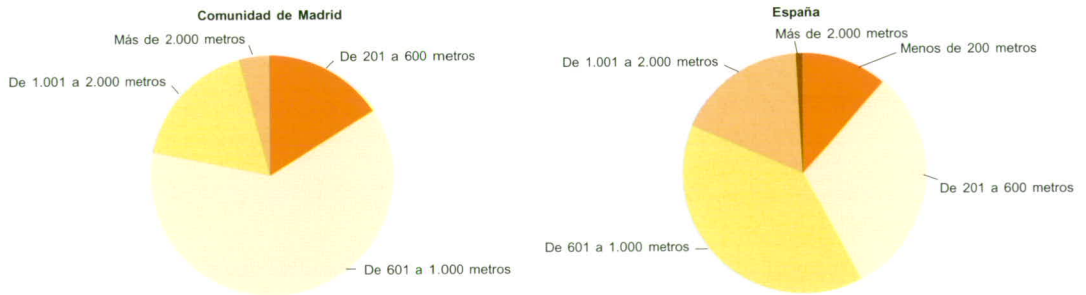 Comunidad de Madrid
Más de 2.000 metros
De 201 a 600 metros
De 1.001 a 2.000 metros
De 601 a 1.000 metros
España
Más de 2.000 metros
Menos de 200 metros
De 1.001 a 2.000 metros
De 201 a 600 metros
De 601 a 1.000 metros